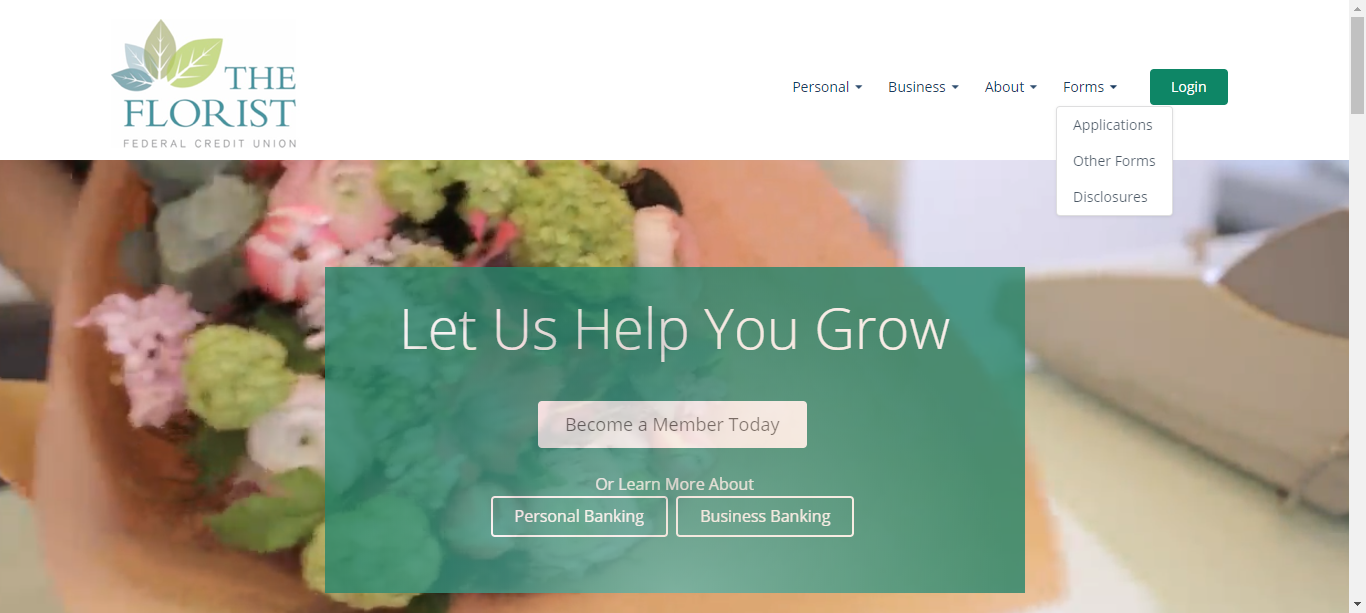 THE
FLORIST
FEDERAL CREDIT UNION
Personal
Business
About
Forms
Login
Applications
Other Forms
Disclosures
Let Us Help You Grow
Become a Member Today
Or Learn More About
Personal Banking
Business Banking